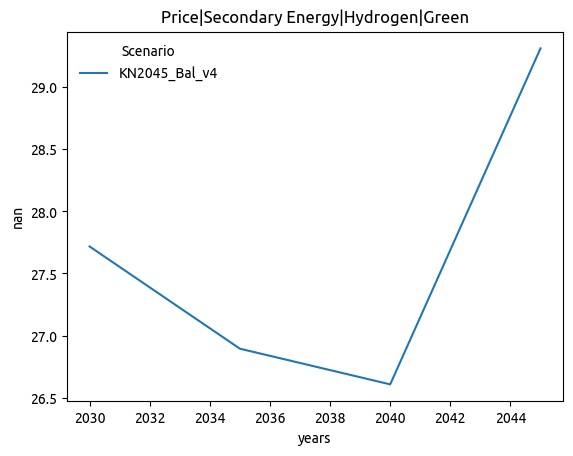 Price|Secondary Energy|Hydrogen|Green
Scenario
KN2045_Bal_v4
29.0
28.5
28.0
27.5
27.0
26.5
nan
2030 2032 2034 2036 2038 2040 2042 2044
years